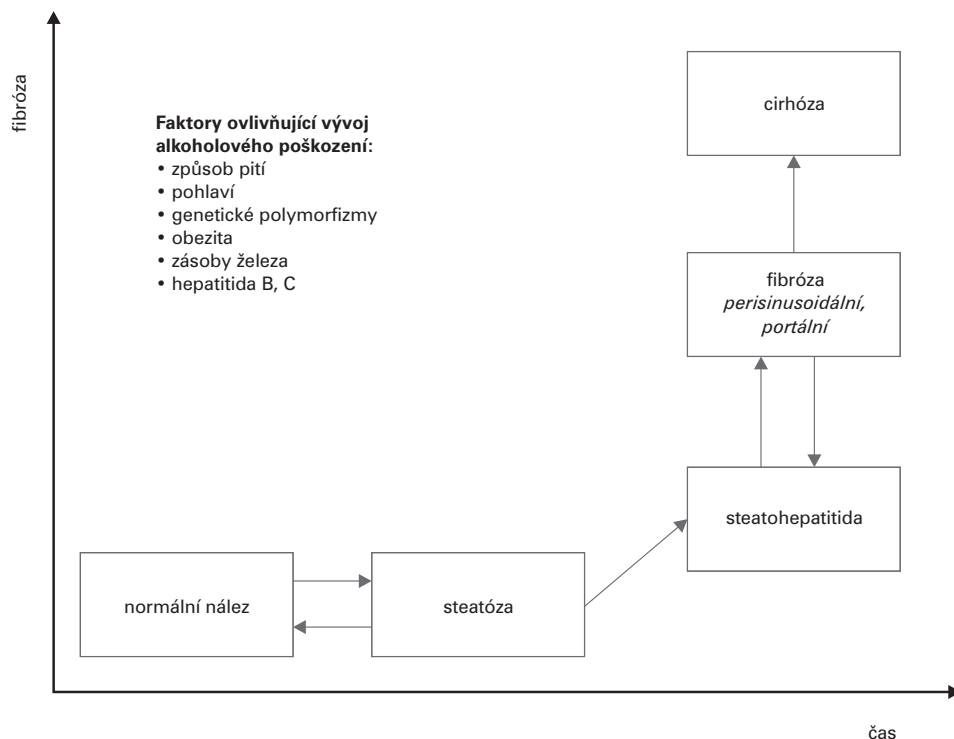 fibróza
Faktory ovlivňující vývoj
alkoholového poškození:
• způsob pití
• pohlaví
• genetické polymorfizmy
• obezita
• zásoby železa
• hepatitida B, C
cirhóza
fibróza
perisinusoidální,
portální
steatohepatitida
normální nález
steatóza
čas